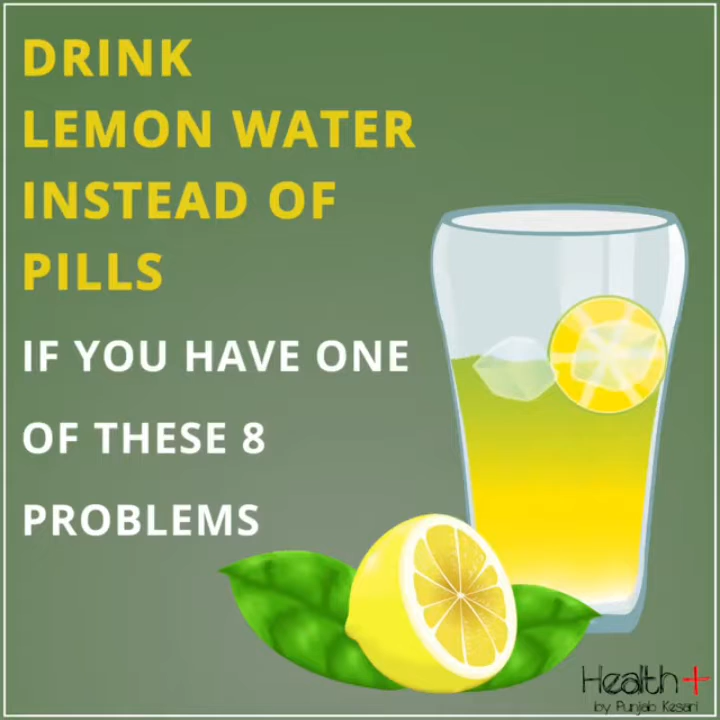 DRINK
LEMON WATER
INSTEAD OF
PILLS
IF YOU HAVE ONE
OF THESE 8
PROBLEMS
Health+
by Punjab Kesari